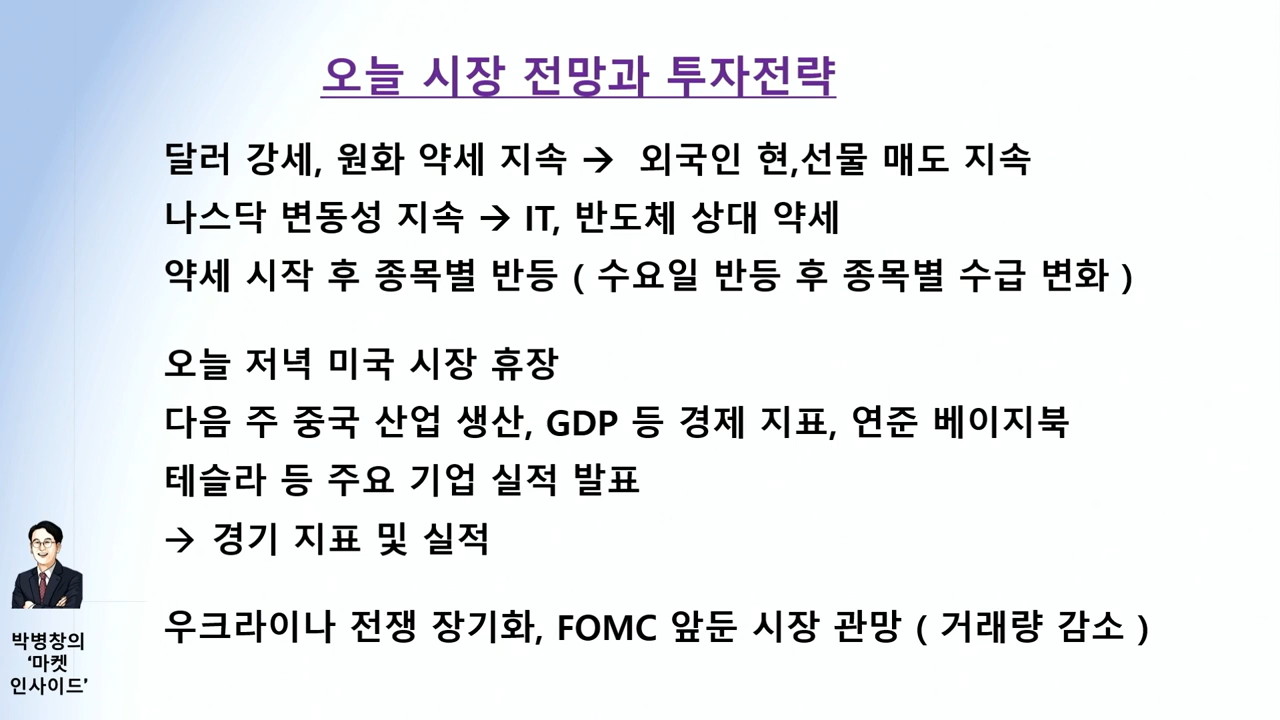 오늘 시장 전망과 투자전략
달러 강세, 원화 약세 지속 → 외국인 현,선물 매도 지속
나스닥 변동성 지속 → IT, 반도체 상대 약세
약세 시작 후 종목별 반등 ( 수요일 반등 후 종목별 수급 변화 )
오늘 저녁 미국 시장 휴장
다음 주 중국 산업 생산, GDP 등 경제 지표, 연준 베이지북
테슬라 등 주요 기업 실적 발표
→ 경기 지표 및 실적
우크라이나 전쟁 장기화, FOMC 앞둔 시장 관망 ( 거래량 감소 )
박병창의
‘마켓
인사이드’